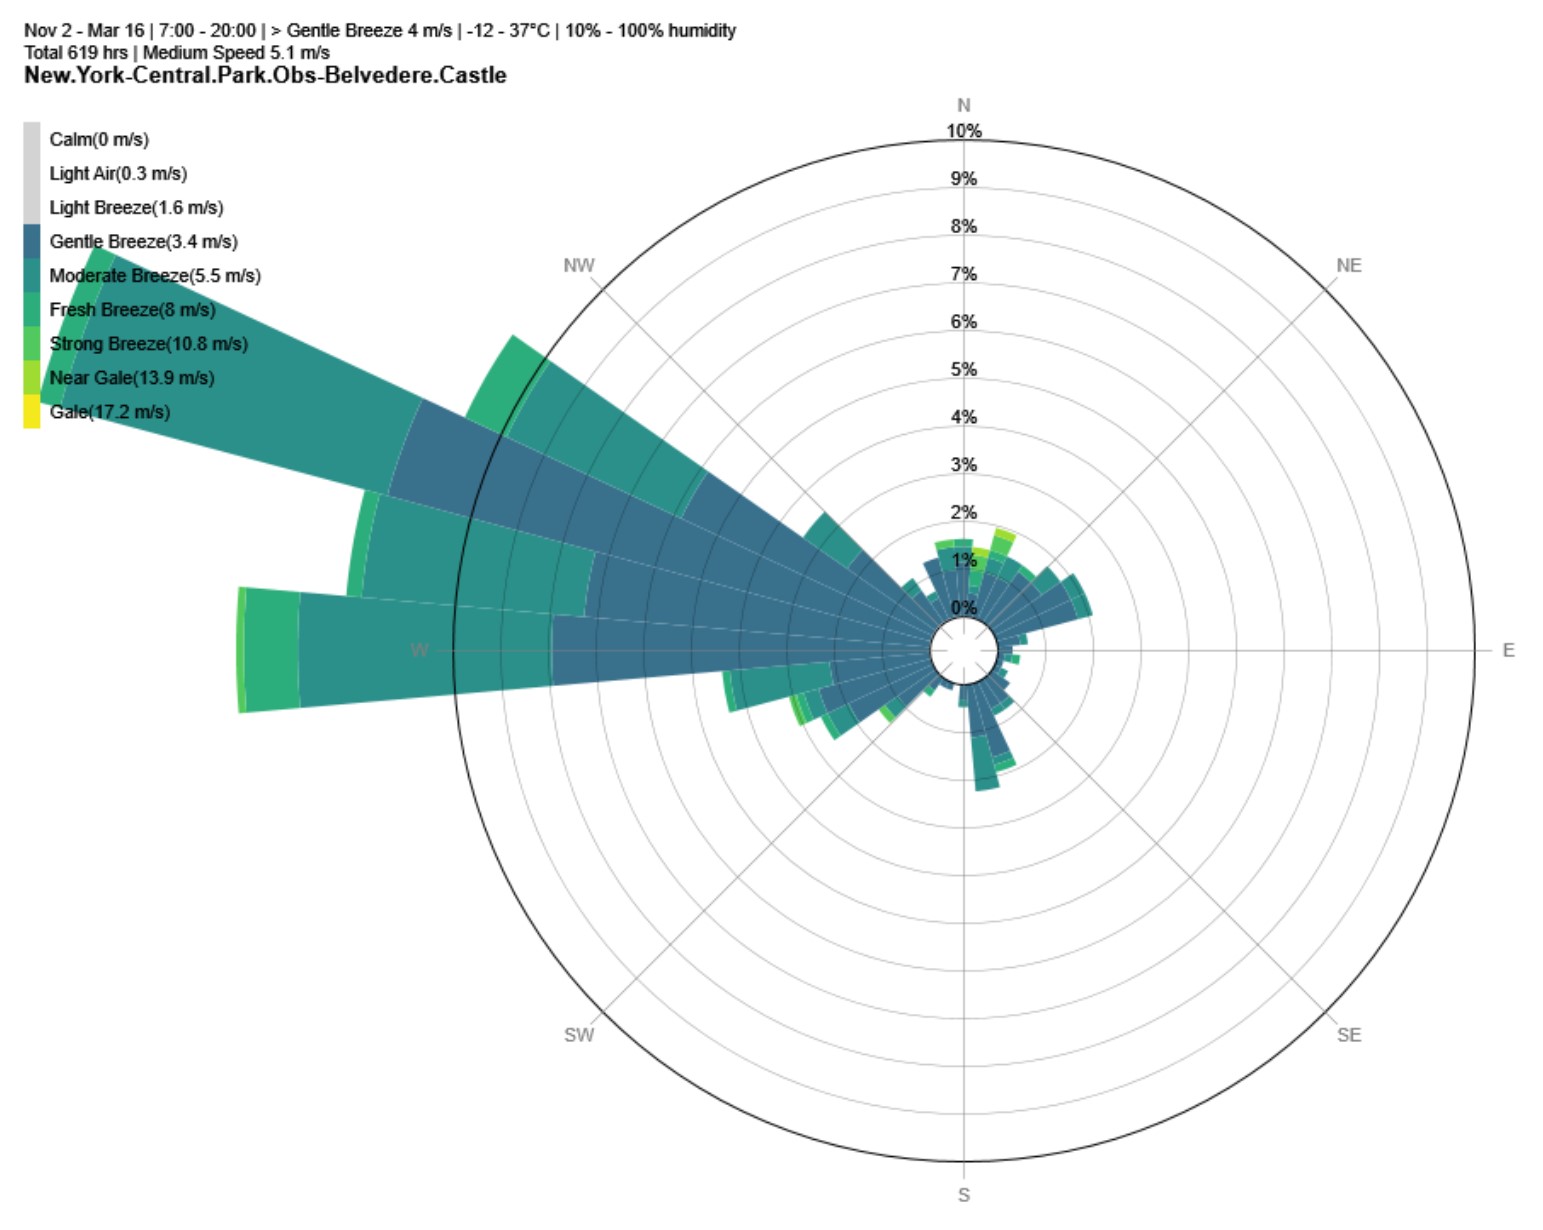 Nov 2 - Mar 16 | 7:00 - 20:00 | > Gentle Breeze 4 m/s | -12 - 37°C | 10% - 100% humidity
Total 619 hrs | Medium Speed 5.1 m/s
New.York-Central.Park.Obs-Belvedere.Castle
Calm(0 m/s)
Light Air(0.3 m/s)
Light Breeze(1.6 m/s)
Gentle Breeze(3.4 m/s)
Moderate Breeze(5.5 m/s)
Fresh Breeze(8 m/s)
Strong Breeze(10.8 m/s)
Near Gale(13.9 m/s)
Gale(17.2 m/s)
N
10%
9%
8%
NW
NE
7%
6%
5%
4%
3%
2%
1%
0%
W
E
SW
SE
S